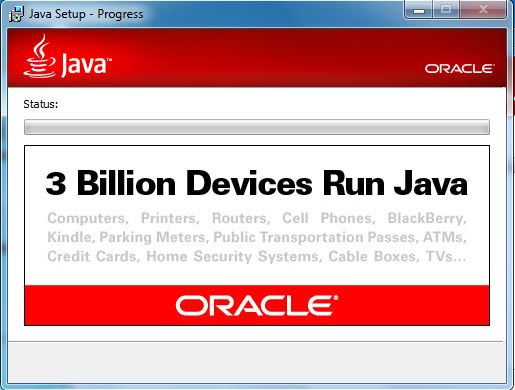 Java Setup - Progress
Java™
ORACLE®
Status:
3 Billion Devices Run Java
Computers, Printers, Routers, Cell Phones, BlackBerry,
Kindle, Parking Meters, Public Transportation Passes, ATMs,
Credit Cards, Home Security Systems, Cable Boxes, TVs...
ORACLE®